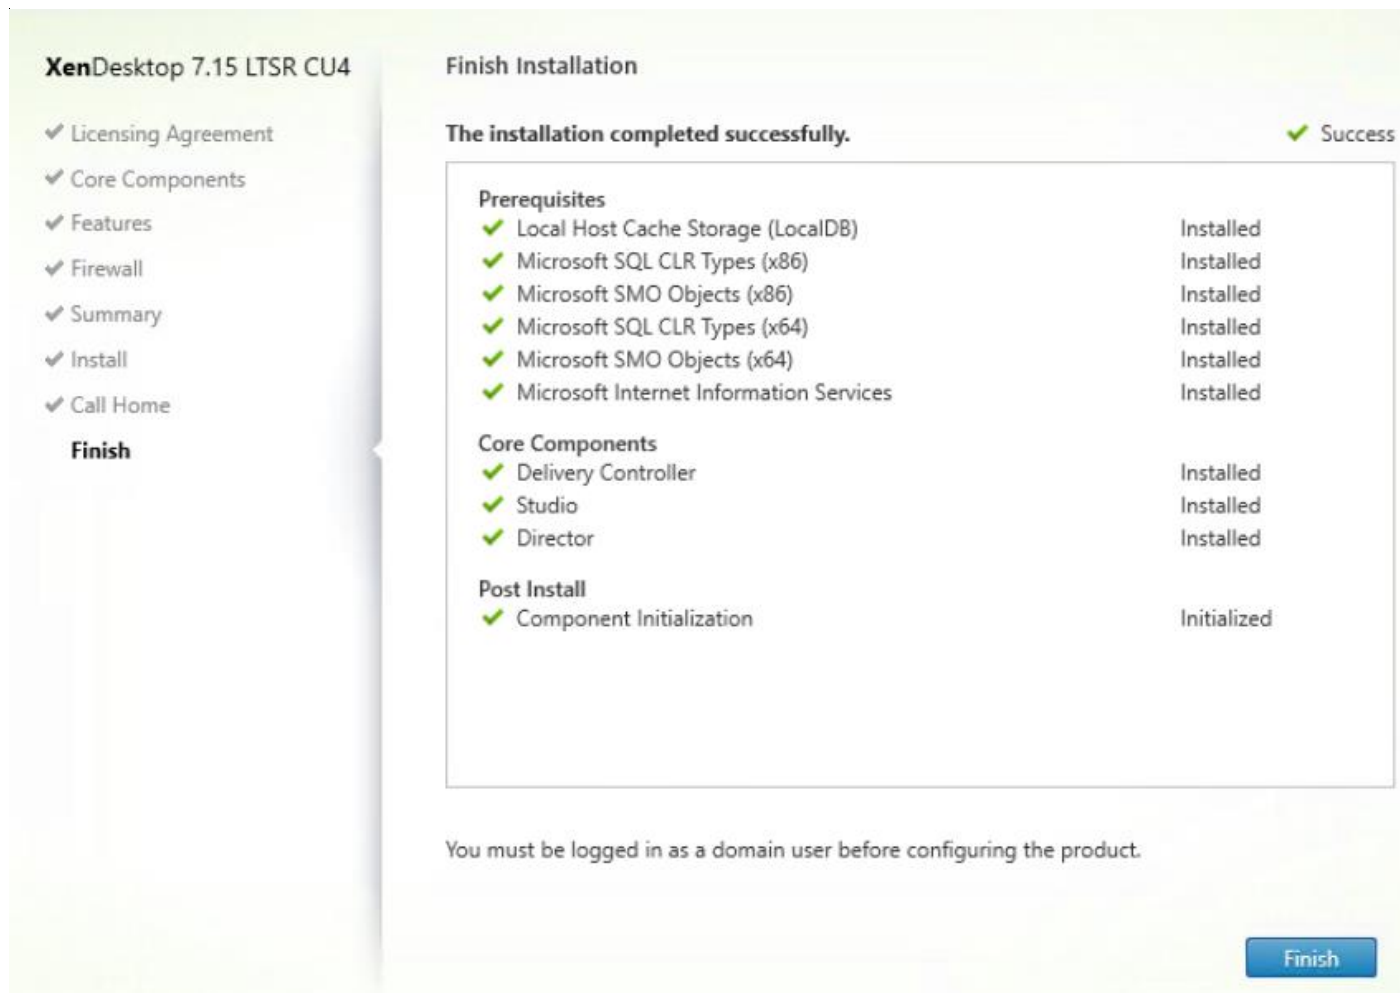 XenDesktop 7.15 LTSR CU4
Licensing Agreement
Core Components
Features
Firewall
Summary
Install
Call Home
Finish
Finish Installation
The installation completed successfully. Success
Prerequisites
Local Host Cache Storage (LocalDB) Installed
Microsoft SQL CLR Types (x86) Installed
Microsoft SMO Objects (x86) Installed
Microsoft SQL CLR Types (x64) Installed
Microsoft SMO Objects (x64) Installed
Microsoft Internet Information Services Installed
Core Components
Delivery Controller Installed
Studio Installed
Director Installed
Post Install
Component Initialization Initialized
You must be logged in as a domain user before configuring the product.
Finish